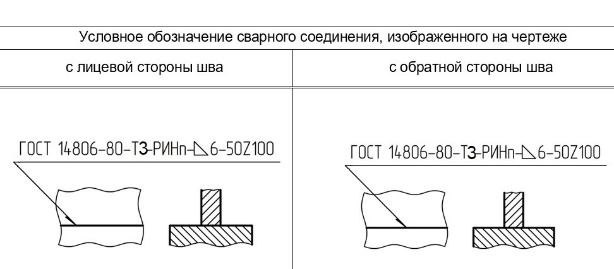 Условное обозначение сварного соединения, изображенного на чертеже
с лицевой стороны шва
с обратной стороны шва
ГОСТ 14806–80–Т3–РИНп–◺6–50Z100
ГОСТ 14806–80–Т3–РИНп–◺6–50Z100